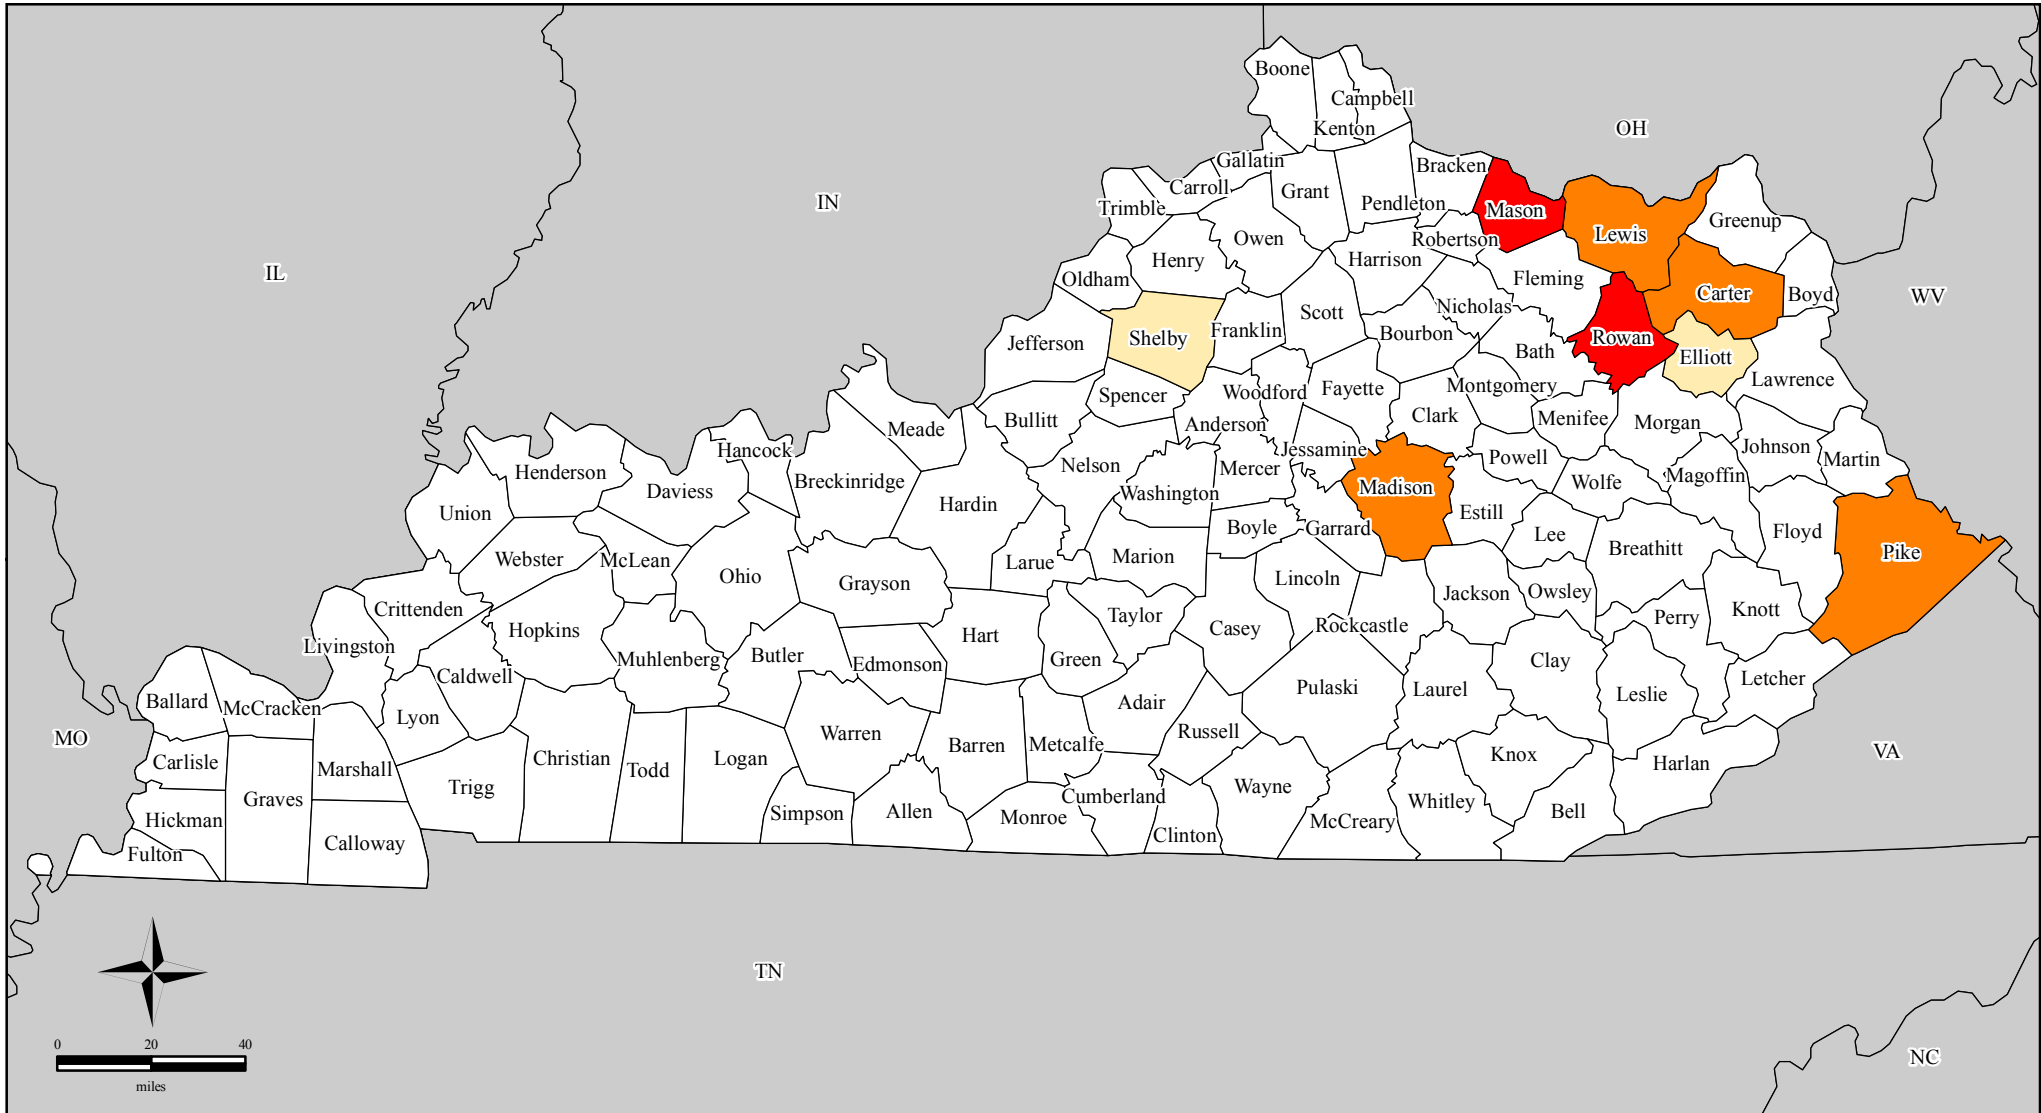 Boone
Campbell
Kenton
OH
Gallatin
Bracken
Carroll
Grant
Pendleton
Trimble
Mason
Greenup
Lewis
Owen
Robertson
Henry
Harrison
IN
IL
Oldham
Fleming
Carter
Boyd
WV
Nicholas
Scott
Franklin
Bourbon
Shelby
Rowan
Jefferson
Bath
Elliott
Lawrence
Montgomery
Fayette
Woodford
Spencer
Clark
Menifee
Morgan
Bullitt
Anderson
Meade
Jessamine
Johnson
Hancock
Martin
Powell
Nelson
Mercer
Magoffin
Henderson
Breckinridge
Wolfe
Madison
Daviess
Washington
Hardin
Union
Estill
Boyle
Garrard
Floyd
Lee
Breathitt
Pike
Marion
Webster
McLean
Larue
Ohio
Lincoln
Grayson
Owsley
Jackson
Crittenden
Knott
Taylor
Perry
Rockcastle
Casey
Hopkins
Hart
Livingston
Butler
Muhlenberg
Green
Clay
Edmonson
Caldwell
Letcher
Pulaski
Laurel
Leslie
Ballard
Adair
McCracken
Lyon
Warren
Russell
MO
Barren
Metcalfe
VA
Knox
Christian
Logan
Carlisle
Harlan
Marshall
Todd
Trigg
Wayne
Cumberland
Graves
Whitley
Allen
Bell
Simpson
Monroe
Hickman
McCreary
Clinton
Calloway
Fulton
TN
0 20 40
miles
NC